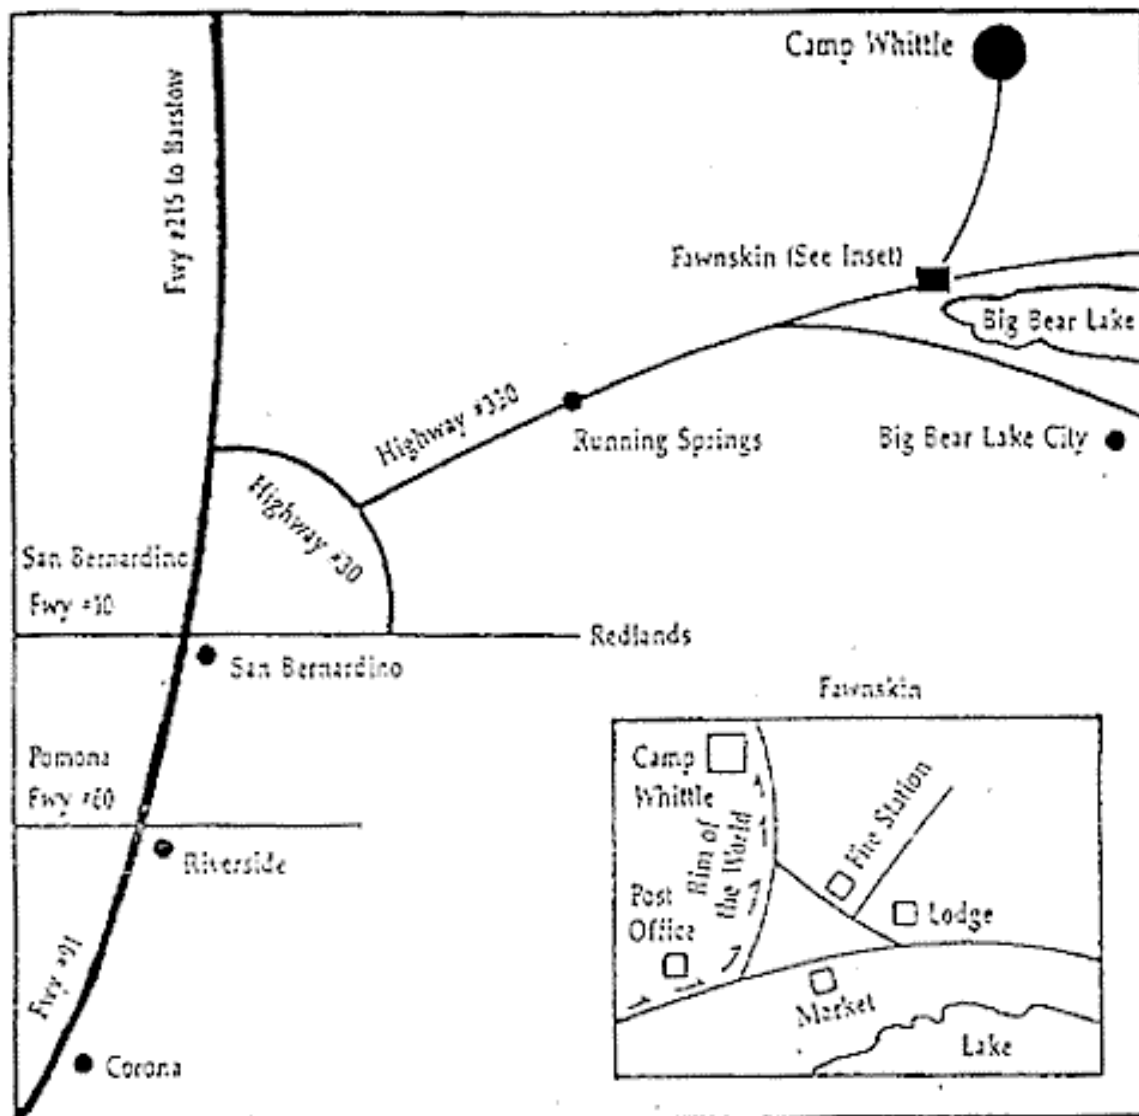 Camp Whittle
Fwy #215 to Barstow
Fawnskin (See Inset)
Big Bear Lake
Highway #330
Running Springs
Big Bear Lake City
Highway #30
San Bernardino
Fwy #10
Redlands
San Bernardino
Fawnskin
Pomona
Fwy #60
Riverside
Camp
Whittle
Rim of
the World
Fire Station
Post
Office
Lodge
Market
Lake
Fwy #91
Corona